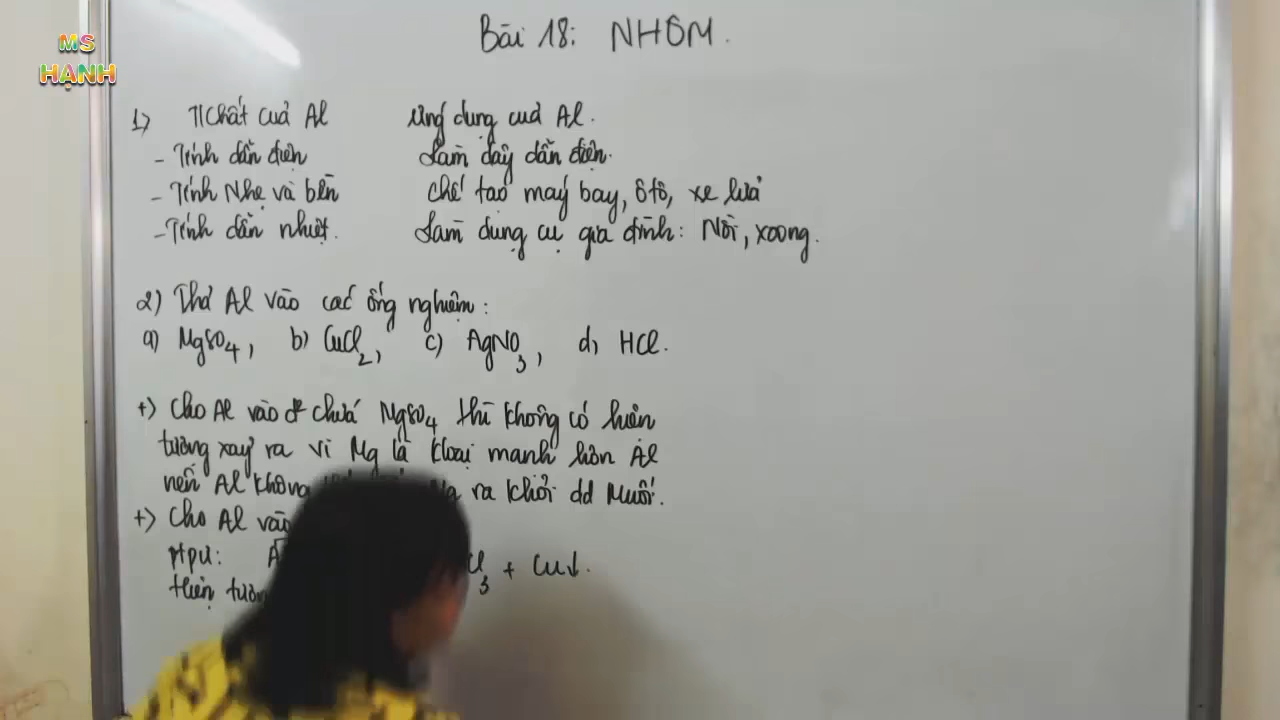 MS
HẠNH
Bài 18: NHÔM.
1) T/chất của Al Ứng dụng của Al.
- Tính dẫn điện Làm dây dẫn điện.
- Tính Nhẹ và bền Chế tạo máy bay, ôtô, xe lửa
- Tính dẫn nhiệt. Làm dụng cụ gia đình: Nồi, xoong.
2) Thả Al vào các ống nghiệm:
a) MgSO4, b) CuCl2, c) AgNO3, d, HCl.
+) Cho Al vào dd chứa MgSO4 thì không có hiện
tượng xảy ra vì Mg là kloại mạnh hơn Al
nên Al không ra khỏi dd Muối.
+) Cho Al vào
Ptpư: + Cu↓.